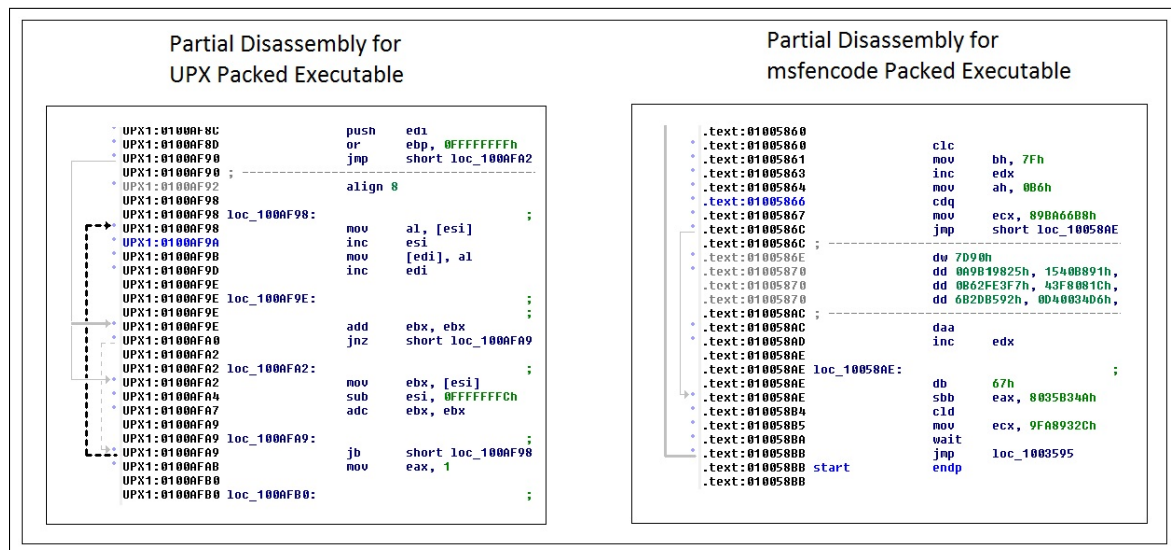 Partial Disassembly for
UPX Packed Executable
UPX1:0100AF8C push edi
UPX1:0100AF8D or ebp, 0FFFFFFFFh
UPX1:0100AF90 jmp short loc_100AFA2
UPX1:0100AF90 ; ---------------------------------------
UPX1:0100AF92 align 8
UPX1:0100AF98
UPX1:0100AF98 loc_100AF98: ;
UPX1:0100AF98 mov al, [esi]
UPX1:0100AF9A inc esi
UPX1:0100AF9B mov [edi], al
UPX1:0100AF9D inc edi
UPX1:0100AF9E
UPX1:0100AF9E loc_100AF9E: ;
UPX1:0100AF9E ;
UPX1:0100AF9E add ebx, ebx
UPX1:0100AFA0 jnz short loc_100AFA9
UPX1:0100AFA2
UPX1:0100AFA2 loc_100AFA2: ;
UPX1:0100AFA2 mov ebx, [esi]
UPX1:0100AFA4 sub esi, 0FFFFFFFCh
UPX1:0100AFA7 adc ebx, ebx
UPX1:0100AFA9
UPX1:0100AFA9 loc_100AFA9: ;
UPX1:0100AFA9 jb short loc_100AF98
UPX1:0100AFAB mov eax, 1
UPX1:0100AFB0
UPX1:0100AFB0 loc_100AFB0: ;
Partial Disassembly for
msfencode Packed Executable
.text:01005860
.text:01005860 clc
.text:01005861 mov bh, 7Fh
.text:01005863 inc edx
.text:01005864 mov ah, 0B6h
.text:01005866 cdq
.text:01005867 mov ecx, 89BA66B8h
.text:0100586C jmp short loc_10058AE
.text:0100586C ; ---------------------------------------
.text:0100586E dw 7D90h
.text:01005870 dd 0A9B19825h, 1540B891h,
.text:01005870 dd 0B62FE3F7h, 43F8081Ch,
.text:01005870 dd 6B2DB592h, 0D40034D6h,
.text:010058AC ; ---------------------------------------
.text:010058AC daa
.text:010058AD inc edx
.text:010058AE
.text:010058AE loc_10058AE: ;
.text:010058AE db 67h
.text:010058AE sbb eax, 8035B34Ah
.text:010058B4 cld
.text:010058B5 mov ecx, 9FA8932Ch
.text:010058BA wait
.text:010058BB jmp loc_1003595
.text:010058BB start endp
.text:010058BB